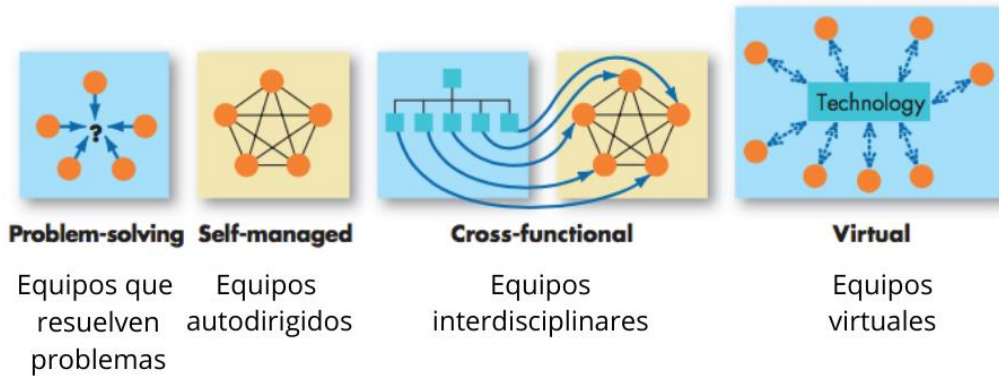 ?
Technology
Problem-solving
Self-managed
Cross-functional
Virtual
Equipos que
resuelven
problemas
Equipos
autodirigidos
Equipos
interdisciplinares
Equipos
virtuales